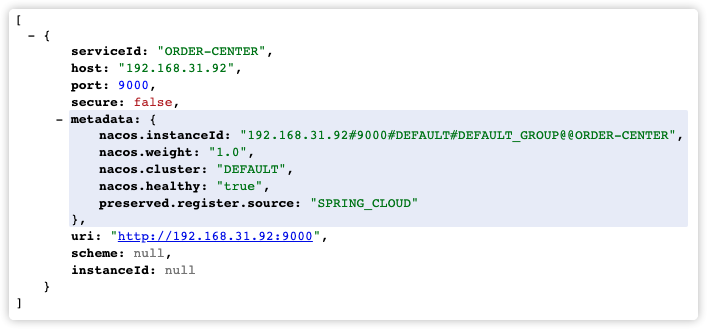 [
- {
serviceId: "ORDER-CENTER",
host: "192.168.31.92",
port: 9000,
secure: false,
- metadata: {
nacos.instanceId: "192.168.31.92#9000#DEFAULT#DEFAULT_GROUP@@ORDER-CENTER",
nacos.weight: "1.0",
nacos.cluster: "DEFAULT",
nacos.healthy: "true",
preserved.register.source: "SPRING_CLOUD"
},
uri: "http://192.168.31.92:9000",
scheme: null,
instanceId: null
}
]